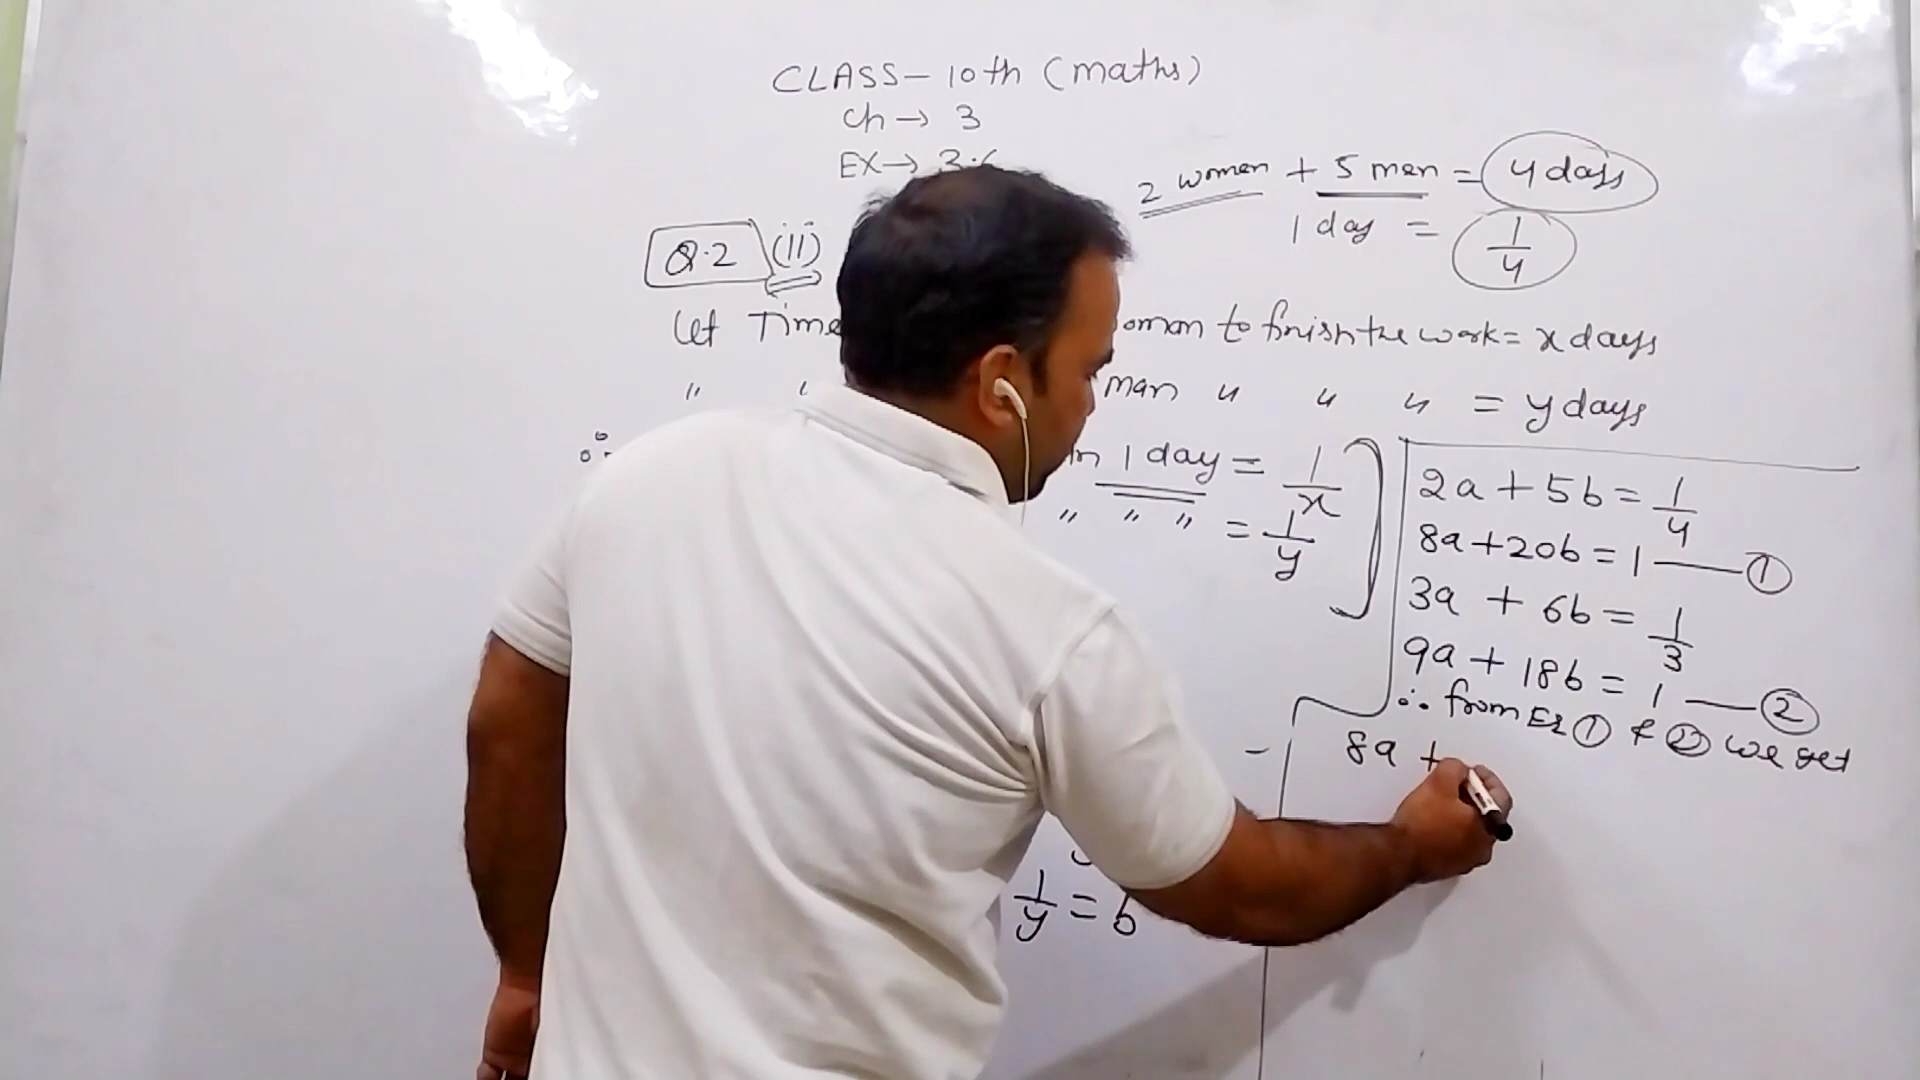 CLASS - 10th (maths)
Ch → 3
EX → 3.
2 women + 5 men = 4 days
1 day = 1/4
Q.2 (ii)
Let Time oman to finish the work = x days
" man " " " = y days
∴ in 1 day = 1/x
" " " = 1/y
2a + 5b = 1/4
8a + 20b = 1 — ①
3a + 6b = 1/3
9a + 18b = 1 — ②
∴ from Eq ① & ② we get
8a +
1/y = b